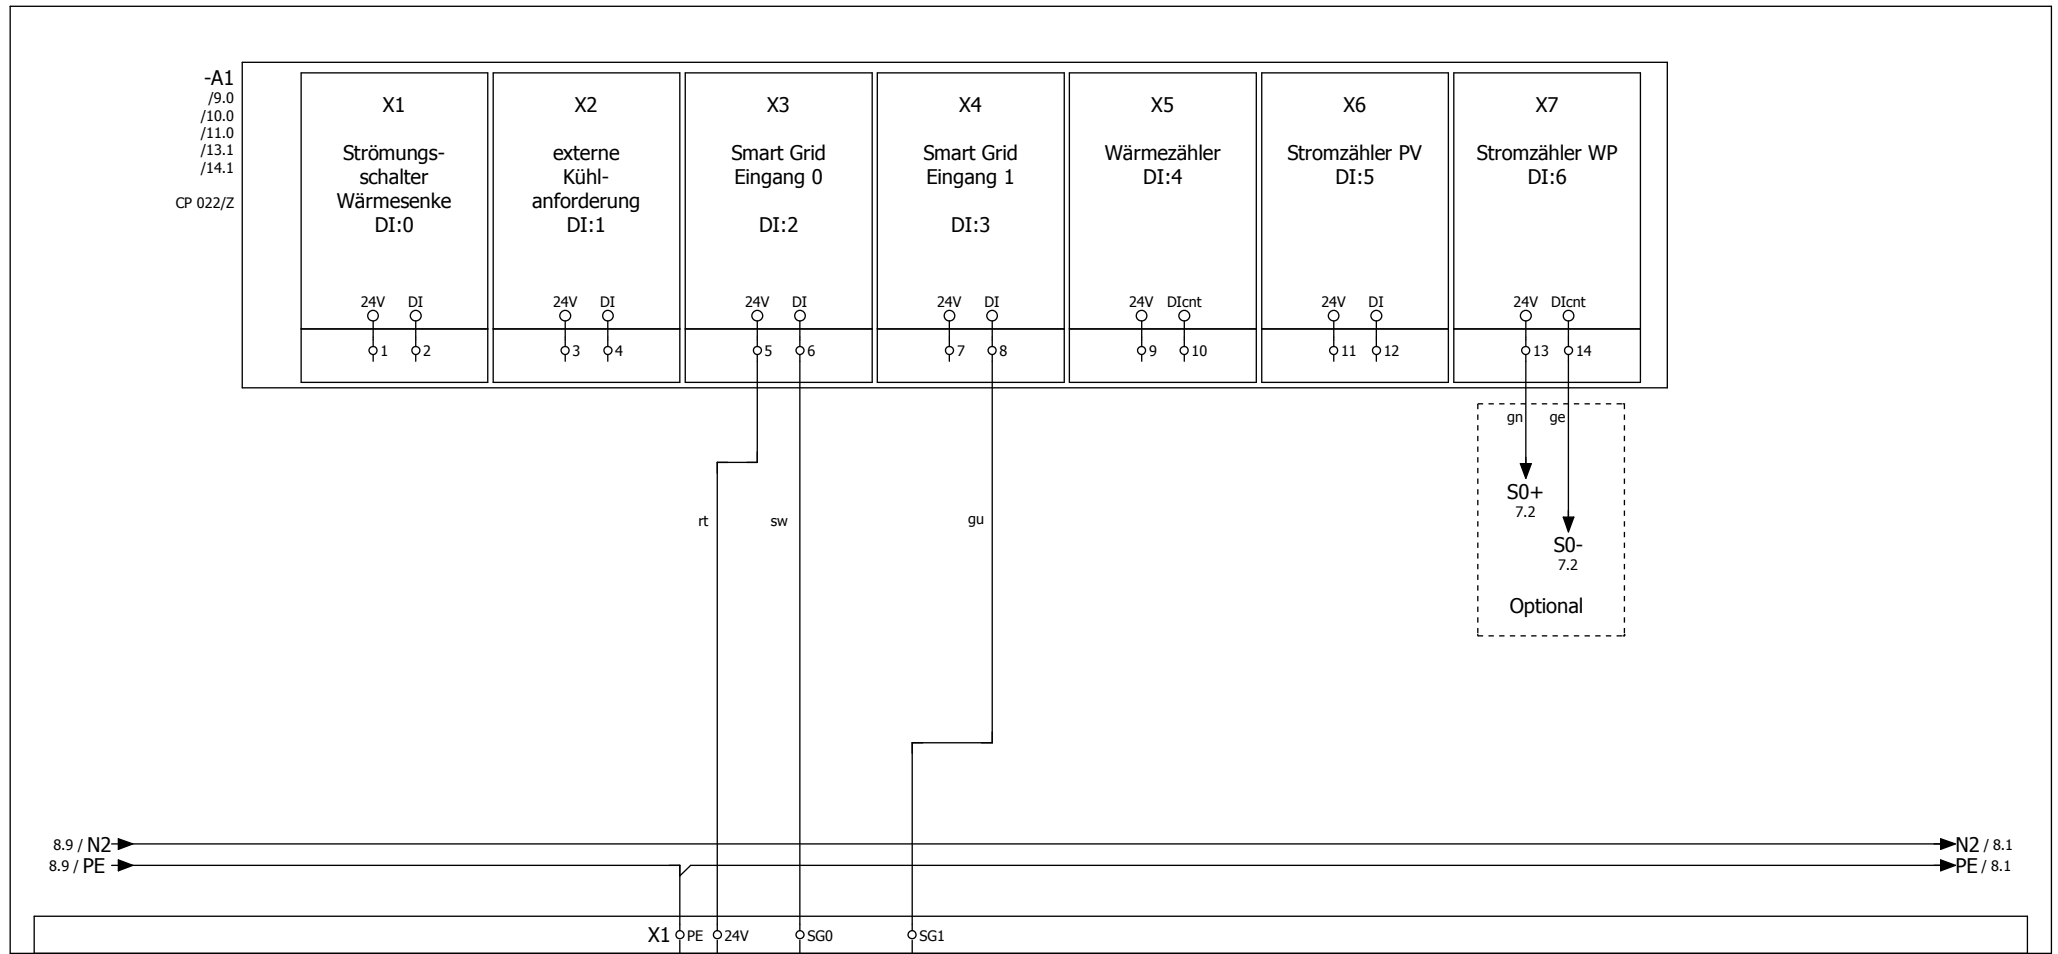 -A1
/9.0
/10.0
/11.0
/13.1
/14.1
CP 022/Z
X1
Strömungs-
schalter
Wärmesenke
DI:0
24V DI
1 2
X2
externe
Kühl-
anforderung
DI:1
24V DI
3 4
X3
Smart Grid
Eingang 0
DI:2
24V DI
5 6
X4
Smart Grid
Eingang 1
DI:3
24V DI
7 8
X5
Wärmezähler
DI:4
24V DIcnt
9 10
X6
Stromzähler PV
DI:5
24V DI
11 12
X7
Stromzähler WP
DI:6
24V DIcnt
13 14
gn ge
S0+
7.2
S0-
7.2
Optional
rt sw gu
8.9 / N2
N2 / 8.1
8.9 / PE
PE / 8.1
X1 PE 24V SG0 SG1